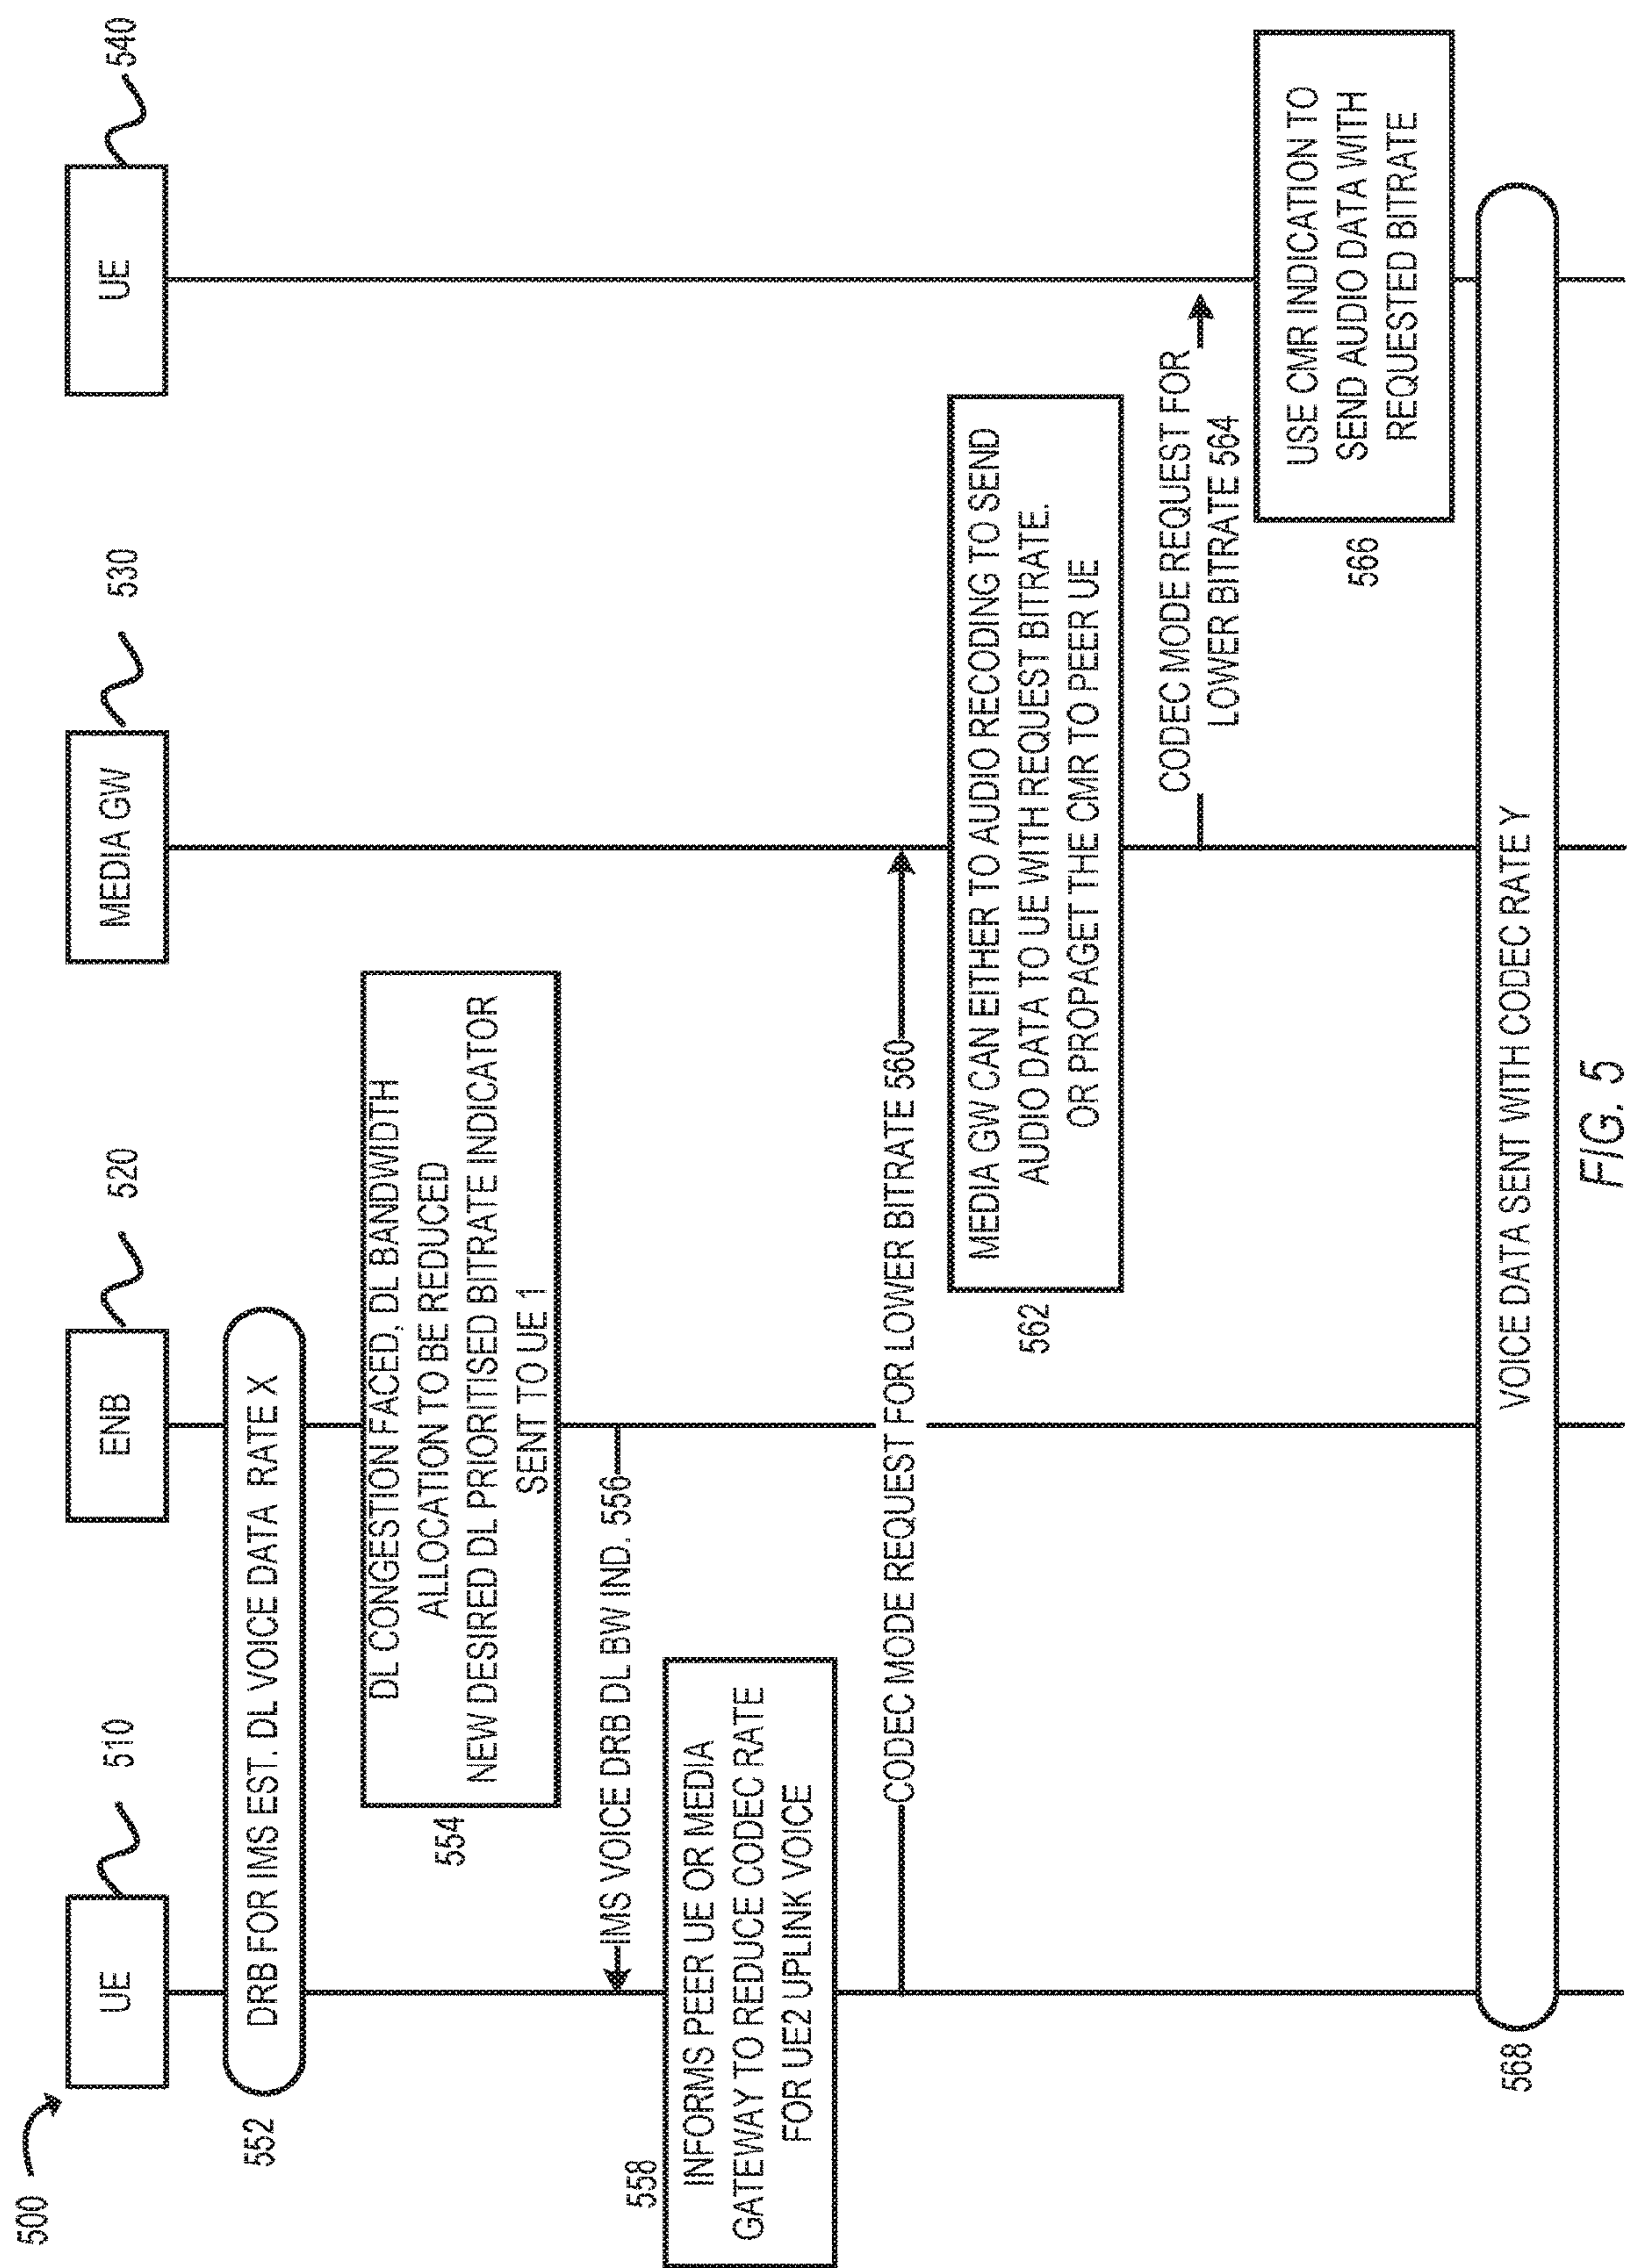 500
UE
510
ENB
520
MEDIA GW
530
UE
540
552
DRB FOR IMS EST. DL VOICE DATA RATE X
DL CONGESTION FACED, DL BANDWIDTH
ALLOCATION TO BE REDUCED
NEW DESIRED DL PRIORITISED BITRATE INDICATOR
SENT TO UE 1
554
IMS VOICE DRB DL BW IND. 556
558
INFORMS PEER UE OR MEDIA
GATEWAY TO REDUCE CODEC RATE
FOR UE2 UPLINK VOICE
CODEC MODE REQUEST FOR LOWER BITRATE 560
MEDIA GW CAN EITHER TO AUDIO RECODING TO SEND
AUDIO DATA TO UE WITH REQUEST BITRATE.
OR PROPAGET THE CMR TO PEER UE
562
CODEC MODE REQUEST FOR
LOWER BITRATE 564
USE CMR INDICATION TO
SEND AUDIO DATA WITH
REQUESTED BITRATE
566
568
VOICE DATA SENT WITH CODEC RATE Y
FIG. 5